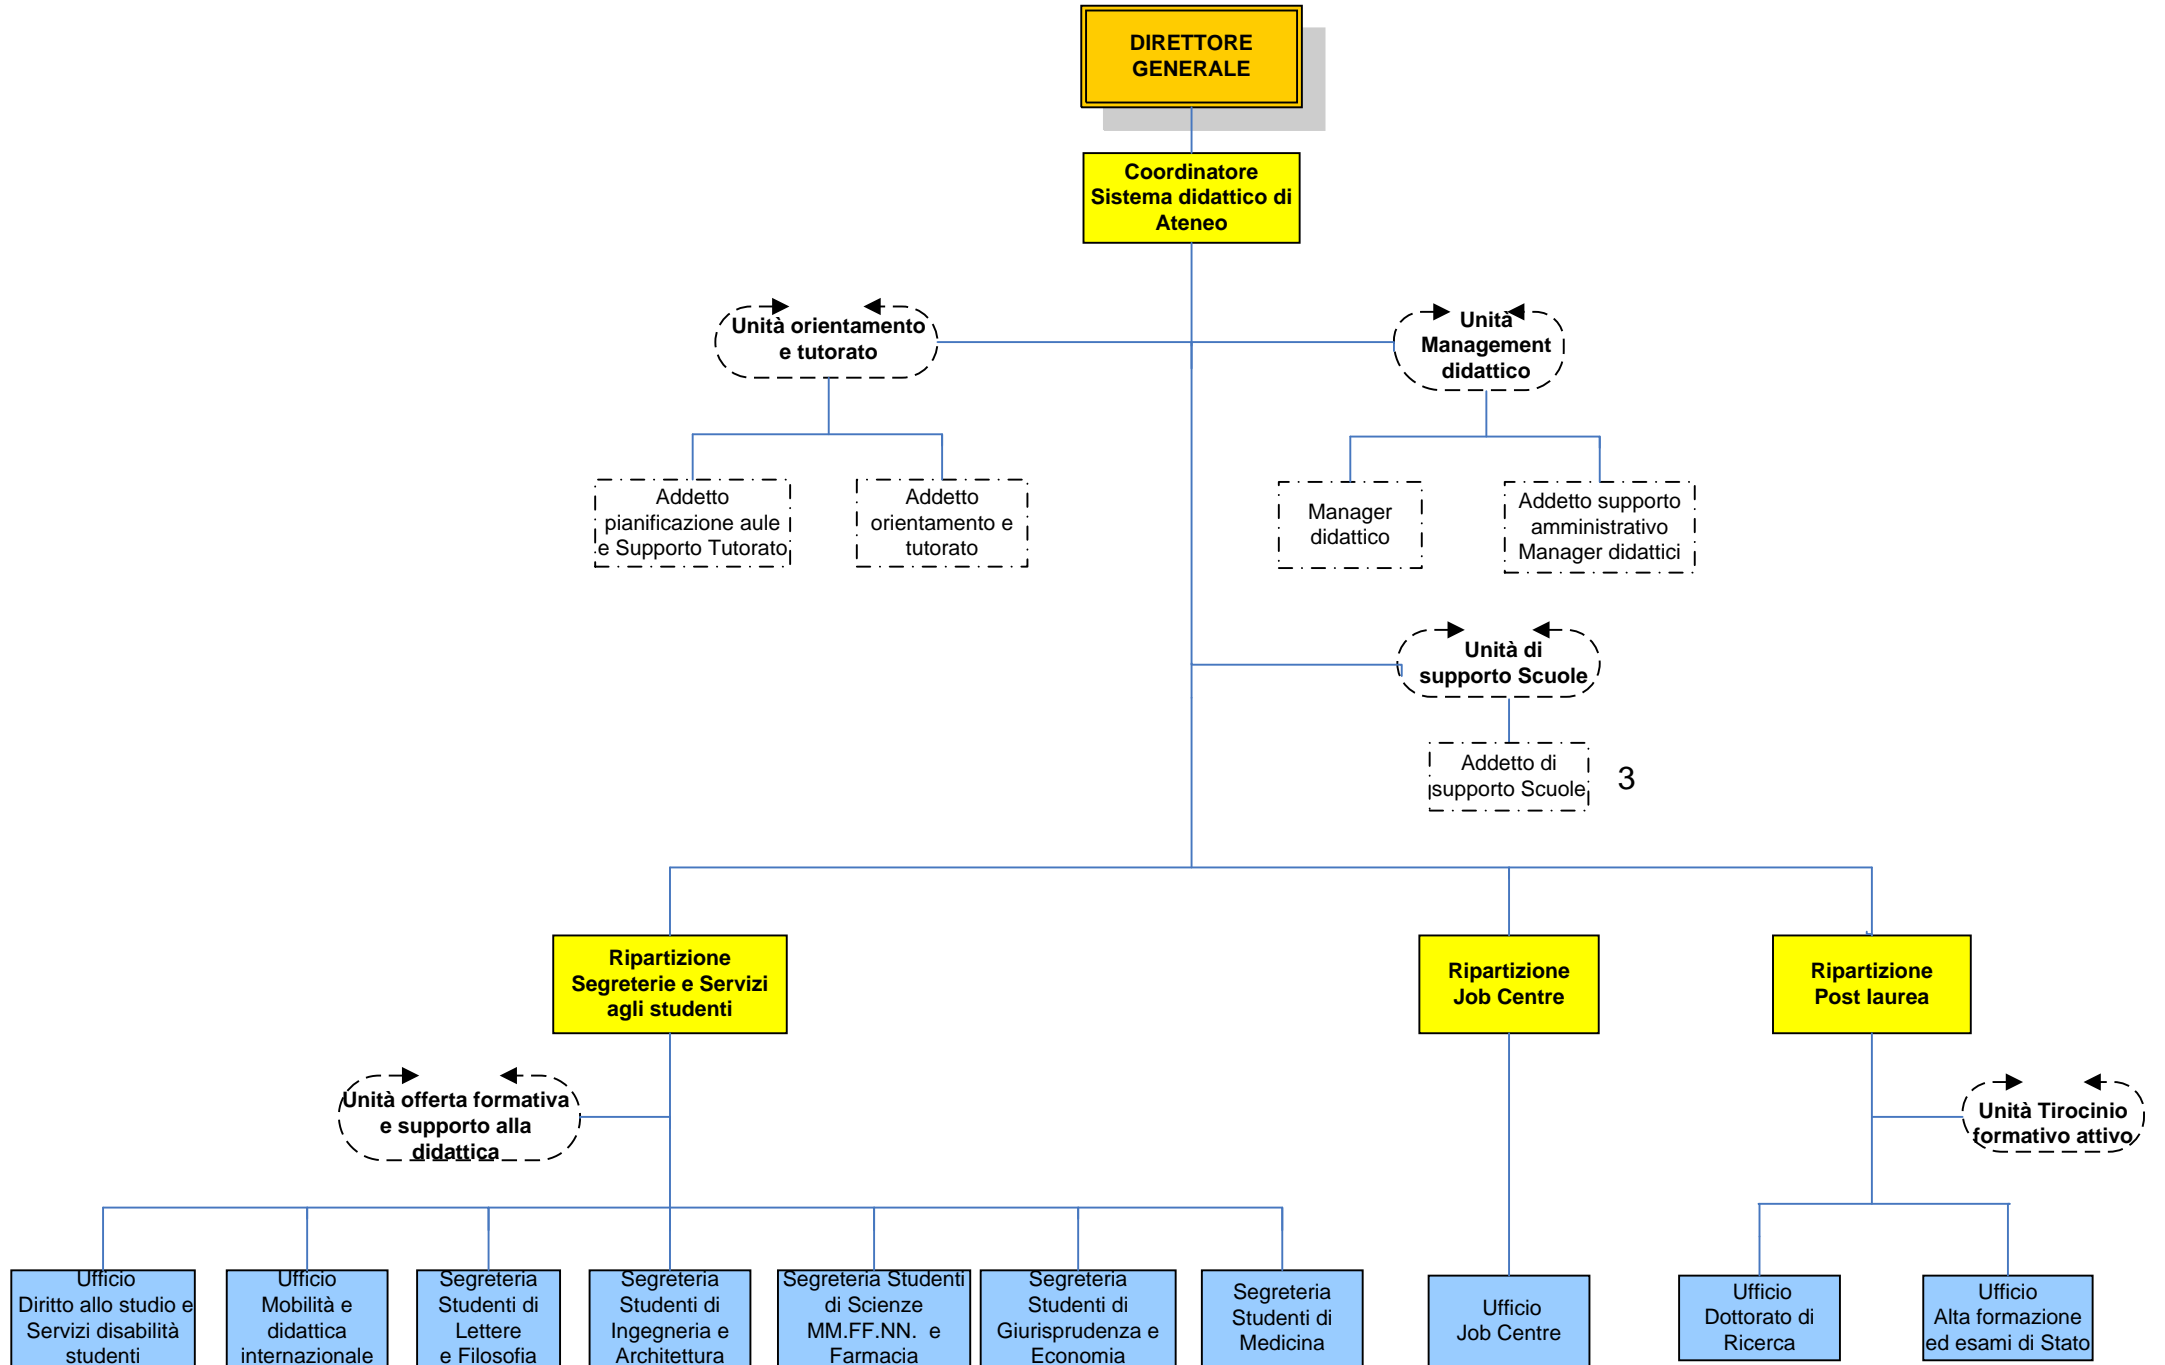 DIRETTORE
GENERALE
Coordinatore
Sistema didattico di
Ateneo
Unità orientamento
e tutorato
Unità
Management
didattico
Addetto
pianificazione aule
e Supporto Tutorato
Addetto
orientamento e
tutorato
Manager
didattico
Addetto supporto
amministrativo
Manager didattici
Unità di
supporto Scuole
Addetto di
supporto Scuole
3
Ripartizione
Segreterie e Servizi
agli studenti
Ripartizione
Job Centre
Ripartizione
Post laurea
Unità offerta formativa
e supporto alla
didattica
Unità Tirocinio
formativo attivo
Ufficio
Diritto allo studio e
Servizi disabilità
studenti
Ufficio
Mobilità e
didattica
internazionale
Segreteria
Studenti di
Lettere
e Filosofia
Segreteria
Studenti di
Ingegneria e
Architettura
Segreteria Studenti
di Scienze
MM.FF.NN. e
Farmacia
Segreteria
Studenti di
Giurisprudenza e
Economia
Segreteria
Studenti di
Medicina
Ufficio
Job Centre
Ufficio
Dottorato di
Ricerca
Ufficio
Alta formazione
ed esami di Stato